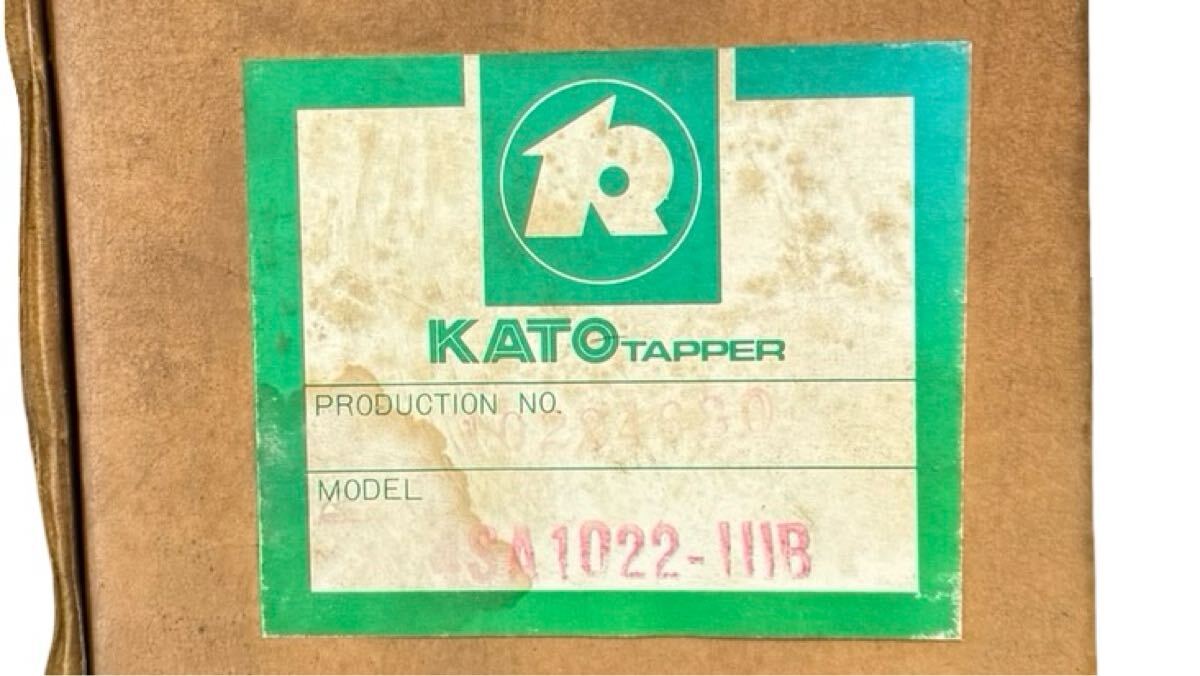 KATO TAPPER
PRODUCTION NO.
MODEL
SA1022-IIIB